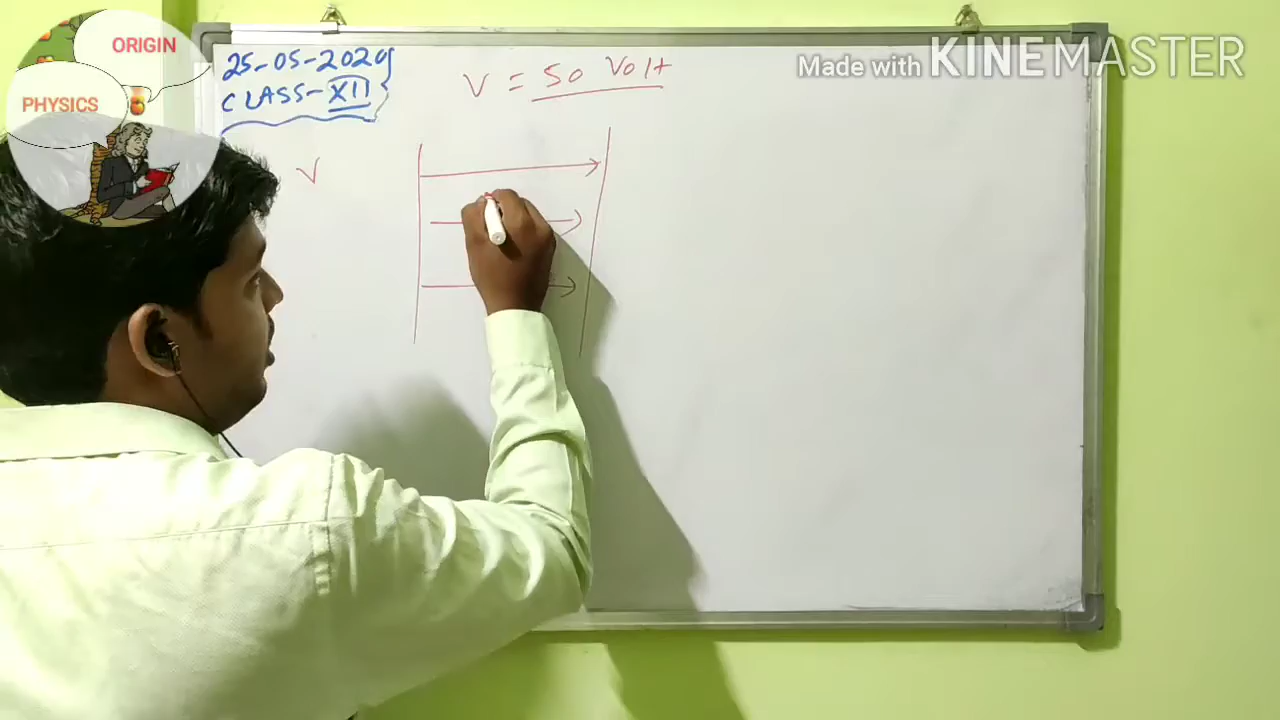 ORIGIN
PHYSICS
Made with KINEMASTER
25-05-2020
CLASS-XII
V = 50 Volt
V